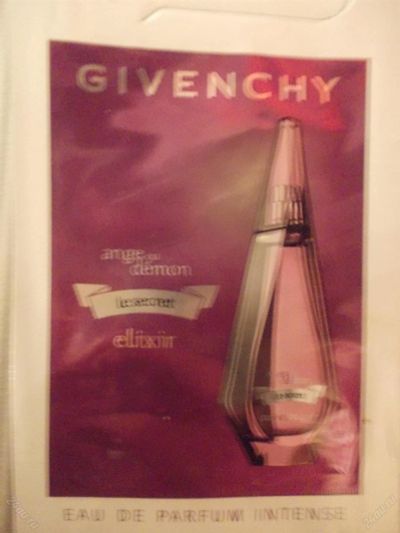 GIVENCHY
ange ou
démon
le secret
elixir
EAU DE PARFUM INTENSE